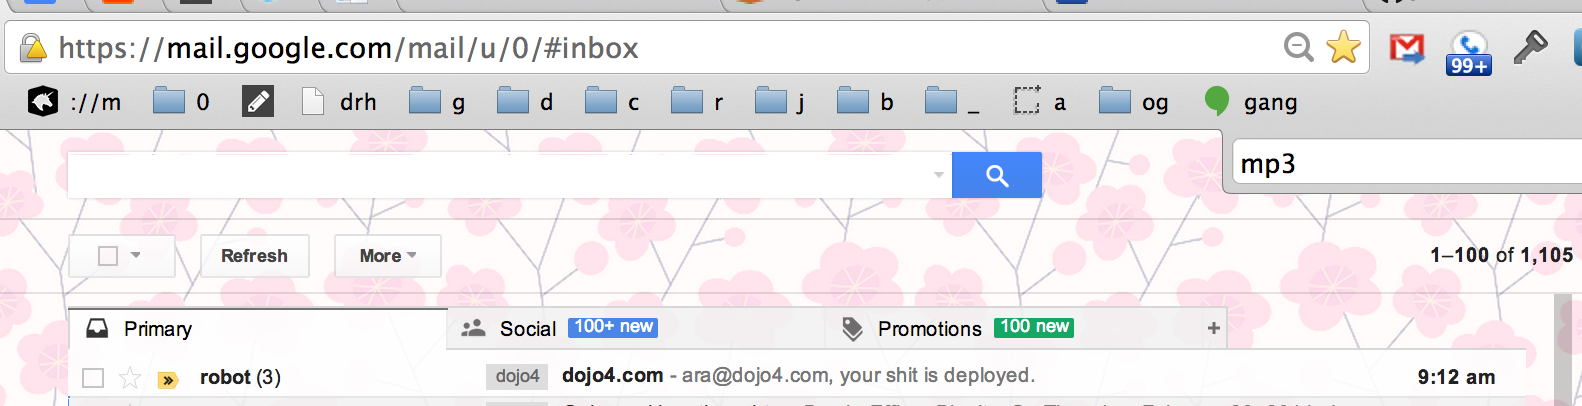 https://mail.google.com/mail/u/0/#inbox
99+
://m 0 drh g d c r j b _ a og gang
mp3
Refresh More 1–100 of 1,105
Primary Social 100+ new Promotions 100 new +
robot (3) dojo4 dojo4.com - ara@dojo4.com, your shit is deployed. 9:12 am